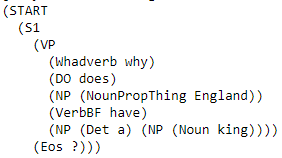 (START
(S1
(VP
(Whadverb why)
(DO does)
(NP (NounPropThing England))
(VerbBF have)
(NP (Det a) (NP (Noun king))))
(Eos ?)))